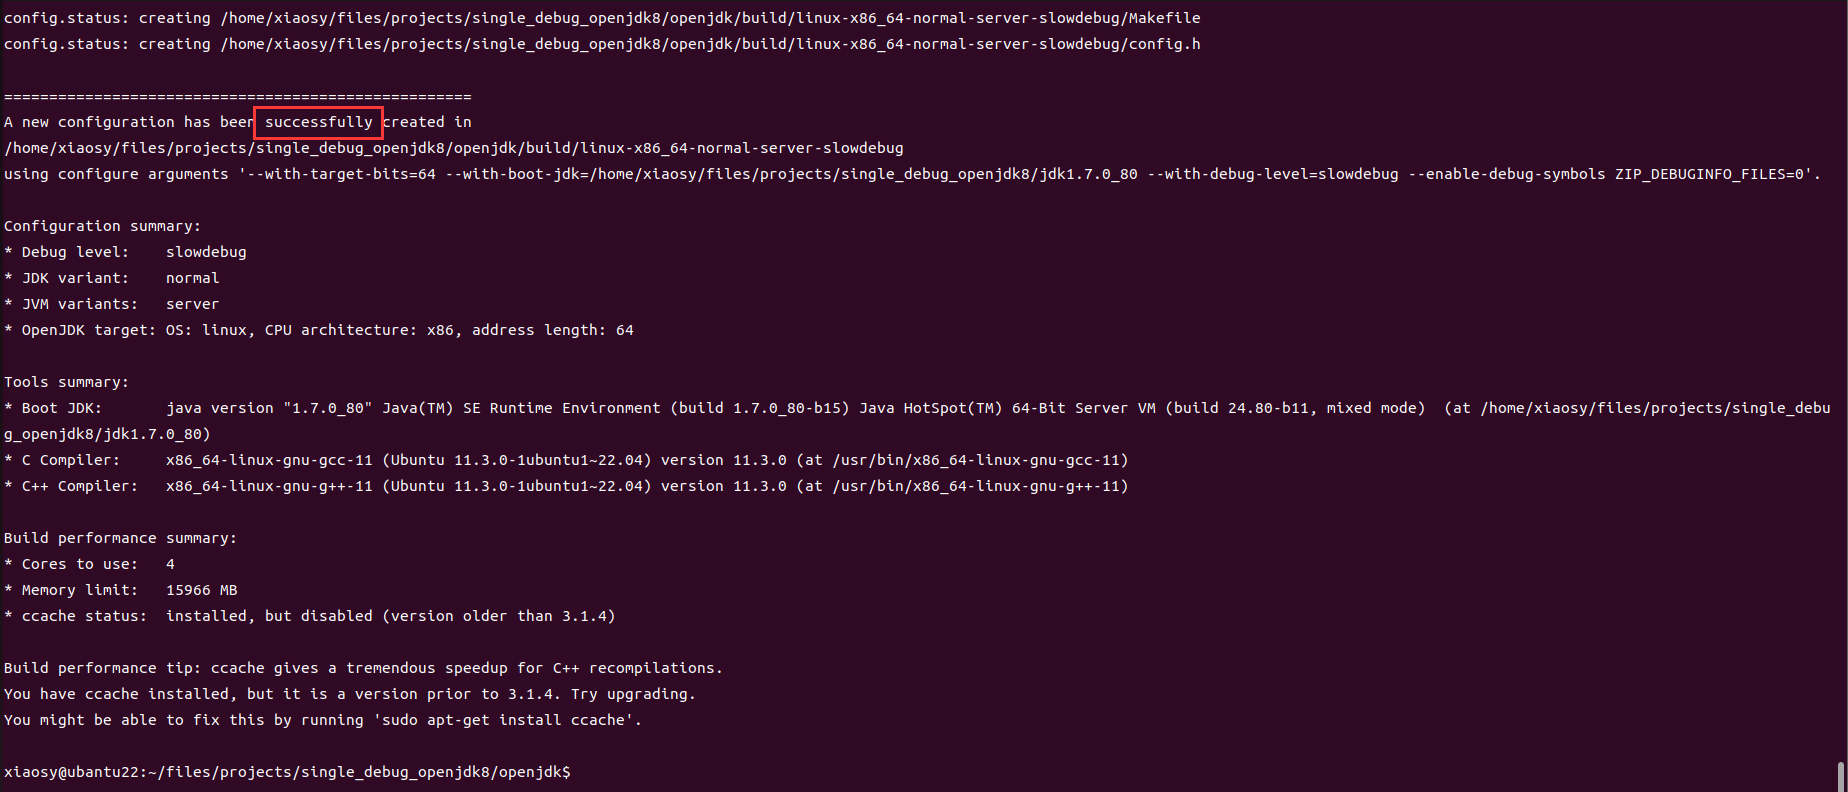 config.status: creating /home/xiaosy/files/projects/single_debug_openjdk8/openjdk/build/linux-x86_64-normal-server-slowdebug/Makefile
config.status: creating /home/xiaosy/files/projects/single_debug_openjdk8/openjdk/build/linux-x86_64-normal-server-slowdebug/config.h
====================================================
A new configuration has been successfully created in
/home/xiaosy/files/projects/single_debug_openjdk8/openjdk/build/linux-x86_64-normal-server-slowdebug
using configure arguments '--with-target-bits=64 --with-boot-jdk=/home/xiaosy/files/projects/single_debug_openjdk8/jdk1.7.0_80 --with-debug-level=slowdebug --enable-debug-symbols ZIP_DEBUGINFO_FILES=0'.
Configuration summary:
* Debug level:    slowdebug
* JDK variant:    normal
* JVM variants:   server
* OpenJDK target: OS: linux, CPU architecture: x86, address length: 64
Tools summary:
* Boot JDK:       java version "1.7.0_80" Java(TM) SE Runtime Environment (build 1.7.0_80-b15) Java HotSpot(TM) 64-Bit Server VM (build 24.80-b11, mixed mode)  (at /home/xiaosy/files/projects/single_debu
g_openjdk8/jdk1.7.0_80)
* C Compiler:     x86_64-linux-gnu-gcc-11 (Ubuntu 11.3.0-1ubuntu1~22.04) version 11.3.0 (at /usr/bin/x86_64-linux-gnu-gcc-11)
* C++ Compiler:   x86_64-linux-gnu-g++-11 (Ubuntu 11.3.0-1ubuntu1~22.04) version 11.3.0 (at /usr/bin/x86_64-linux-gnu-g++-11)
Build performance summary:
* Cores to use:   4
* Memory limit:   15966 MB
* ccache status:  installed, but disabled (version older than 3.1.4)
Build performance tip: ccache gives a tremendous speedup for C++ recompilations.
You have ccache installed, but it is a version prior to 3.1.4. Try upgrading.
You might be able to fix this by running 'sudo apt-get install ccache'.
xiaosy@ubantu22:~/files/projects/single_debug_openjdk8/openjdk$